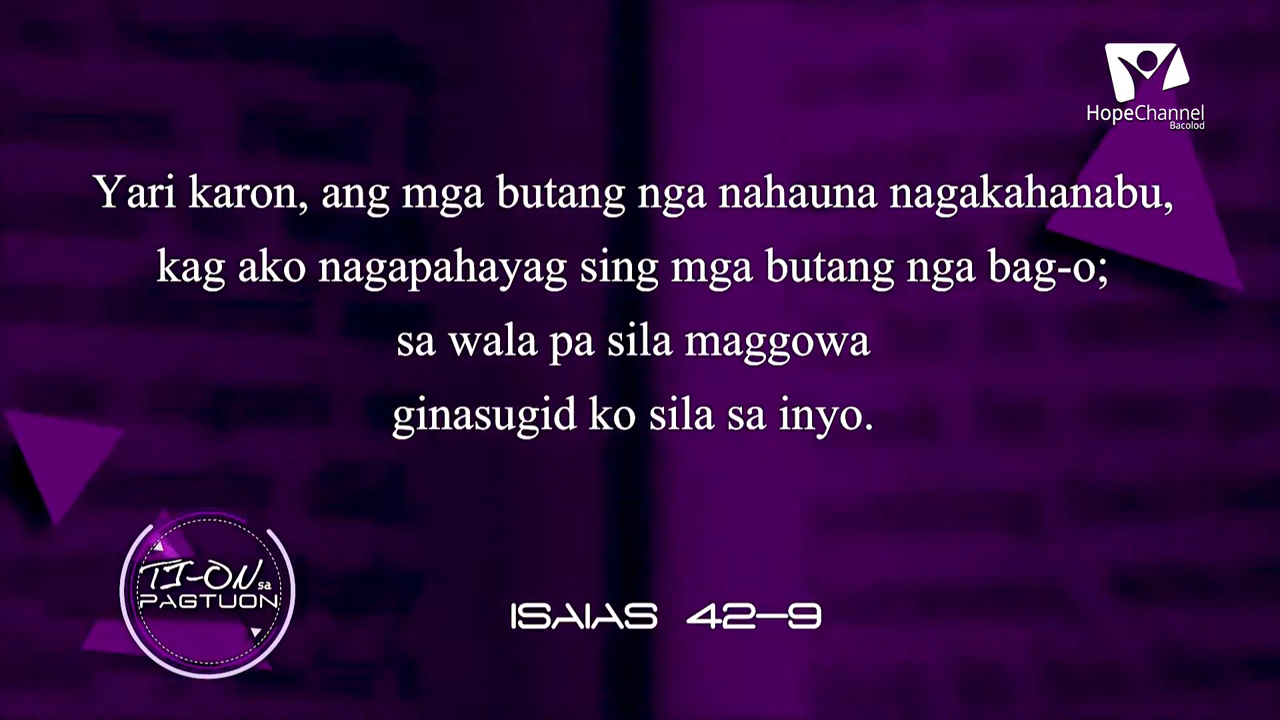 HopeChannel
Bacolod
Yari karon, ang mga butang nga nahauna nagakahanabu,
kag ako nagapahayag sing mga butang nga bag-o;
sa wala pa sila maggowa
ginasugid ko sila sa inyo.
TI-ON sa
PAGTUON
ISAIAS 42-9